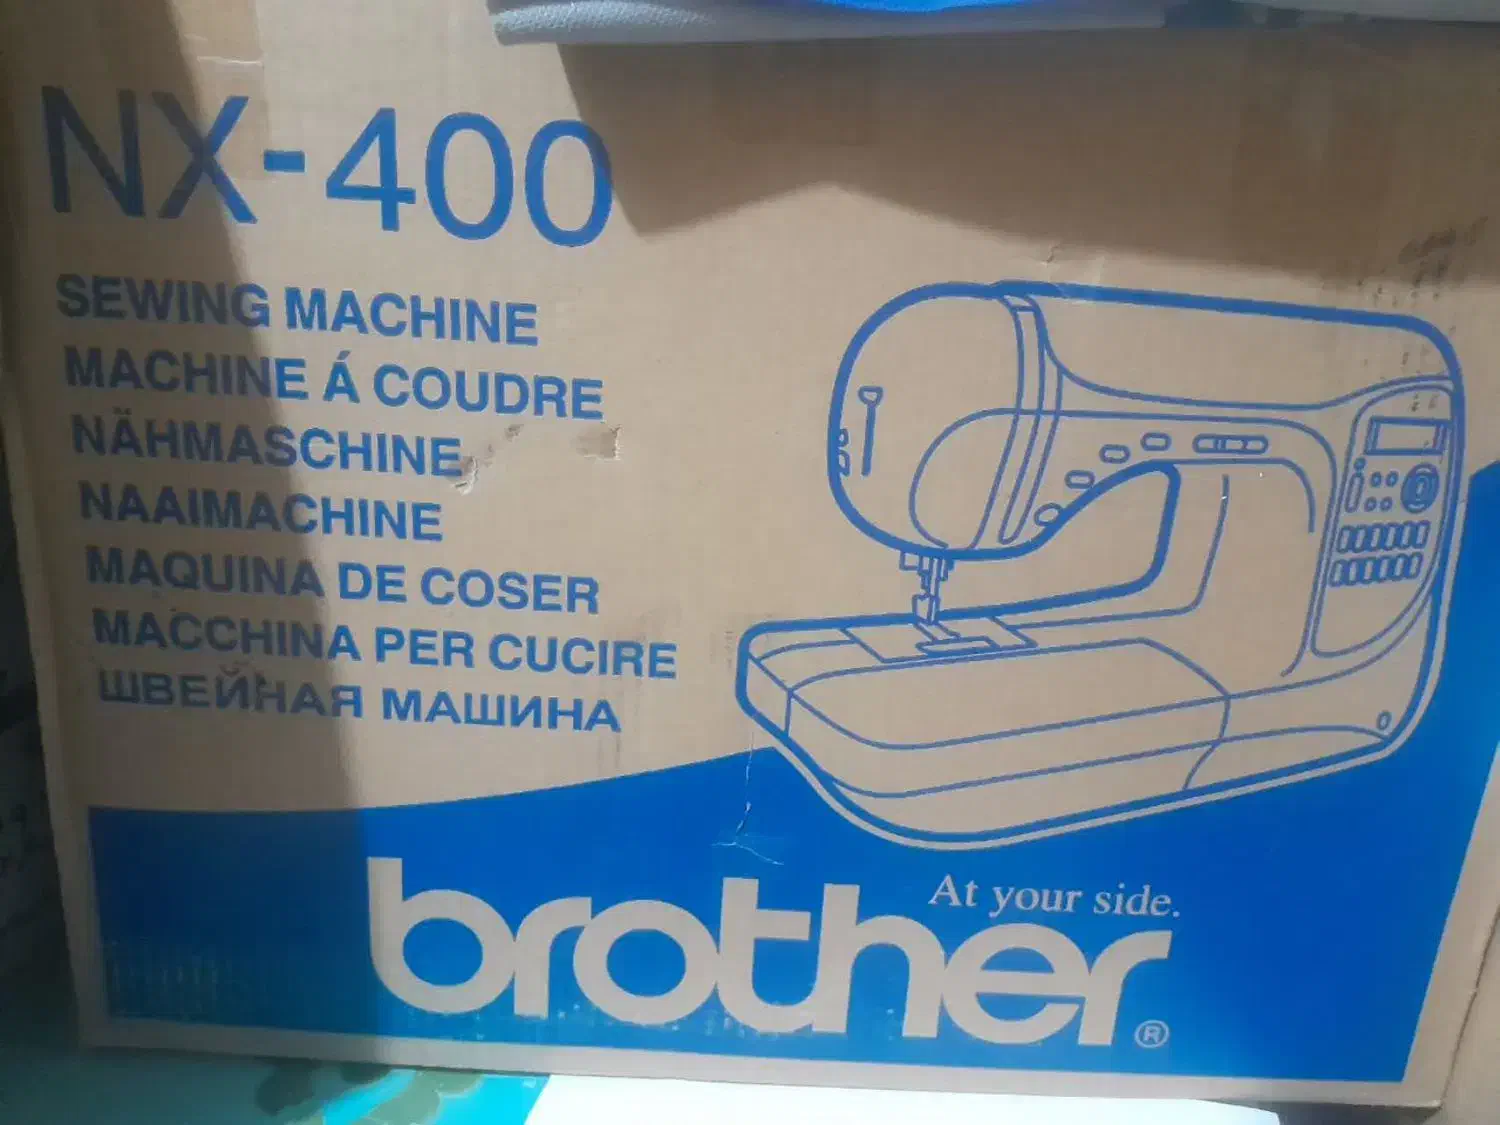 NX-400
SEWING MACHINE
MACHINE Á COUDRE
NÄHMASCHINE
NAAIMACHINE
MAQUINA DE COSER
MACCHINA PER CUCIRE
ШВЕЙНАЯ МАШИНА
At your side.
brother®